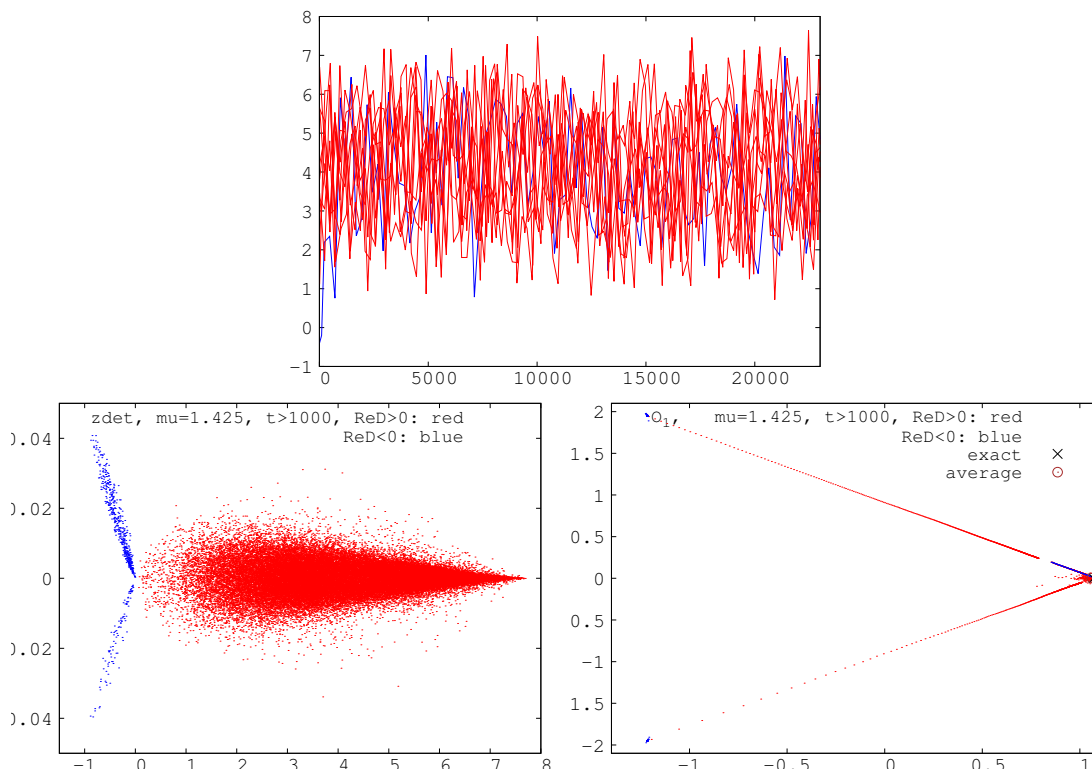 8
7
6
5
4
3
2
1
0
−1
0 5000 10000 15000 20000
zdet, mu=1.425, t>1000, ReD>0: red
ReD<0: blue
0.04
0.02
0
0.02
0.04
−1 0 1 2 3 4 5 6 7 8
Q₁, mu=1.425, t>1000, ReD>0: red
ReD<0: blue
exact
average
2
1.5
1
0.5
0
−0.5
−1
−1.5
−2
−1 −0.5 0 0.5 1